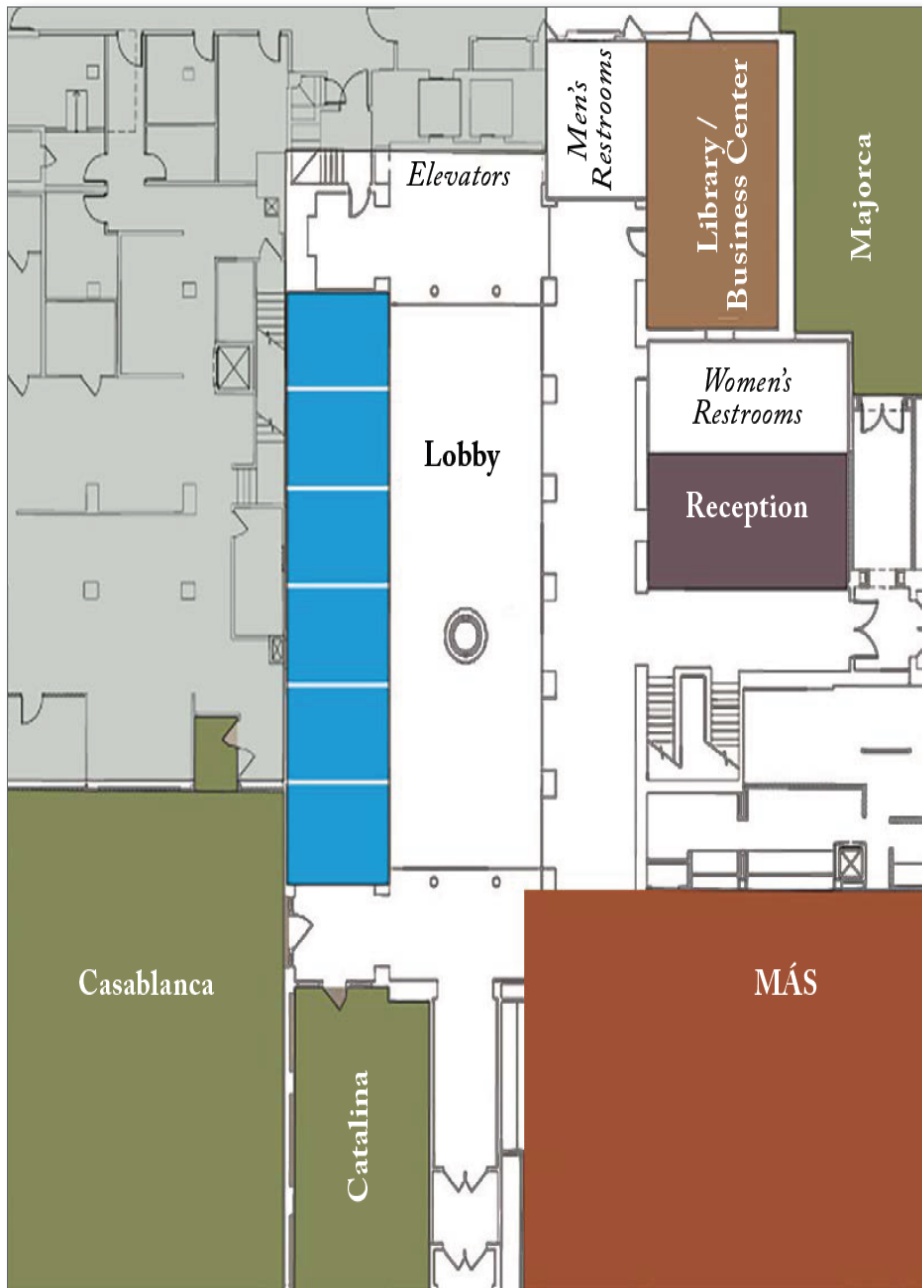 Men's
Restrooms
Library /
Business Center
Majorca
Elevators
Women's
Restrooms
Lobby
Reception
Casablanca
MÁS
Catalina